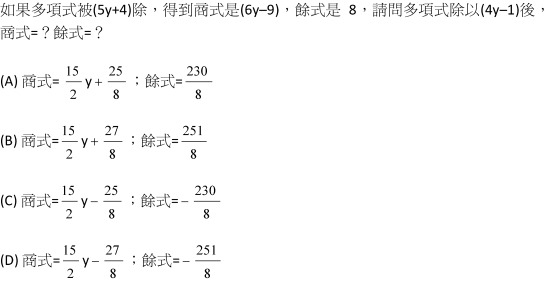 如果多項式被(5y+4)除，得到商式是(6y–9)，餘式是 8，請問多項式除以(4y–1)後，
商式=？餘式=？
(A) 商式= 15/2 y + 25/8 ；餘式= 230/8
(B) 商式= 15/2 y + 27/8 ；餘式= 251/8
(C) 商式= 15/2 y − 25/8 ；餘式= − 230/8
(D) 商式= 15/2 y − 27/8 ；餘式= − 251/8